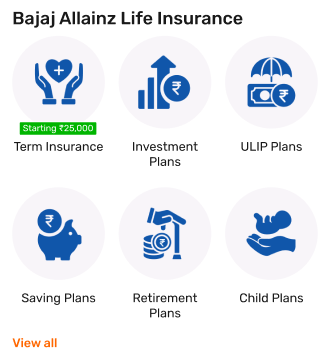 Bajaj Allainz Life Insurance
Starting ₹25,000
Term Insurance
Investment
Plans
ULIP Plans
Saving Plans
Retirement
Plans
Child Plans
View all